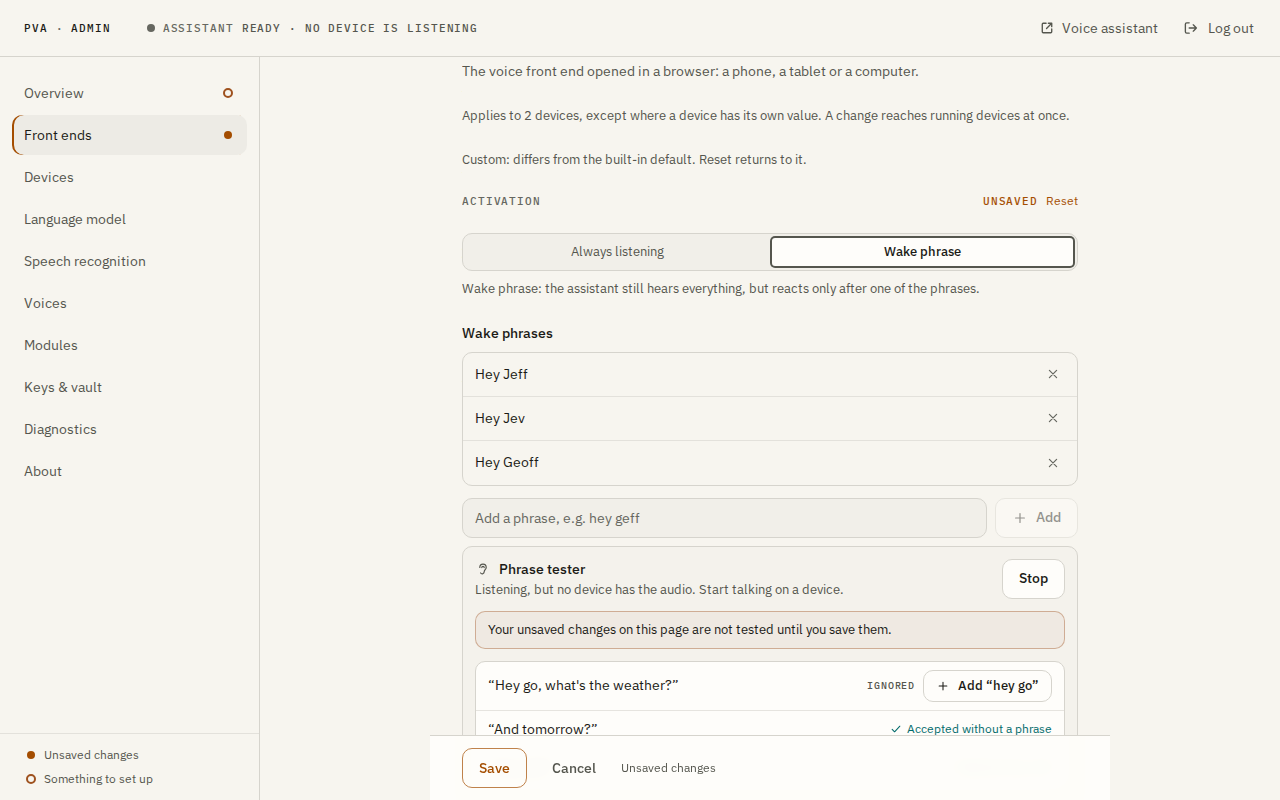 PVA · ADMIN
ASSISTANT READY · NO DEVICE IS LISTENING
Voice assistant
Log out
Overview
Front ends
Devices
Language model
Speech recognition
Voices
Modules
Keys & vault
Diagnostics
About
Unsaved changes
Something to set up
The voice front end opened in a browser: a phone, a tablet or a computer.
Applies to 2 devices, except where a device has its own value. A change reaches running devices at once.
Custom: differs from the built-in default. Reset returns to it.
ACTIVATION
UNSAVED Reset
Always listening
Wake phrase
Wake phrase: the assistant still hears everything, but reacts only after one of the phrases.
Wake phrases
Hey Jeff
Hey Jev
Hey Geoff
Add a phrase, e.g. hey geff
Add
Phrase tester
Listening, but no device has the audio. Start talking on a device.
Stop
Your unsaved changes on this page are not tested until you save them.
“Hey go, what's the weather?”
IGNORED
Add “hey go”
“And tomorrow?”
Accepted without a phrase
Save
Cancel
Unsaved changes